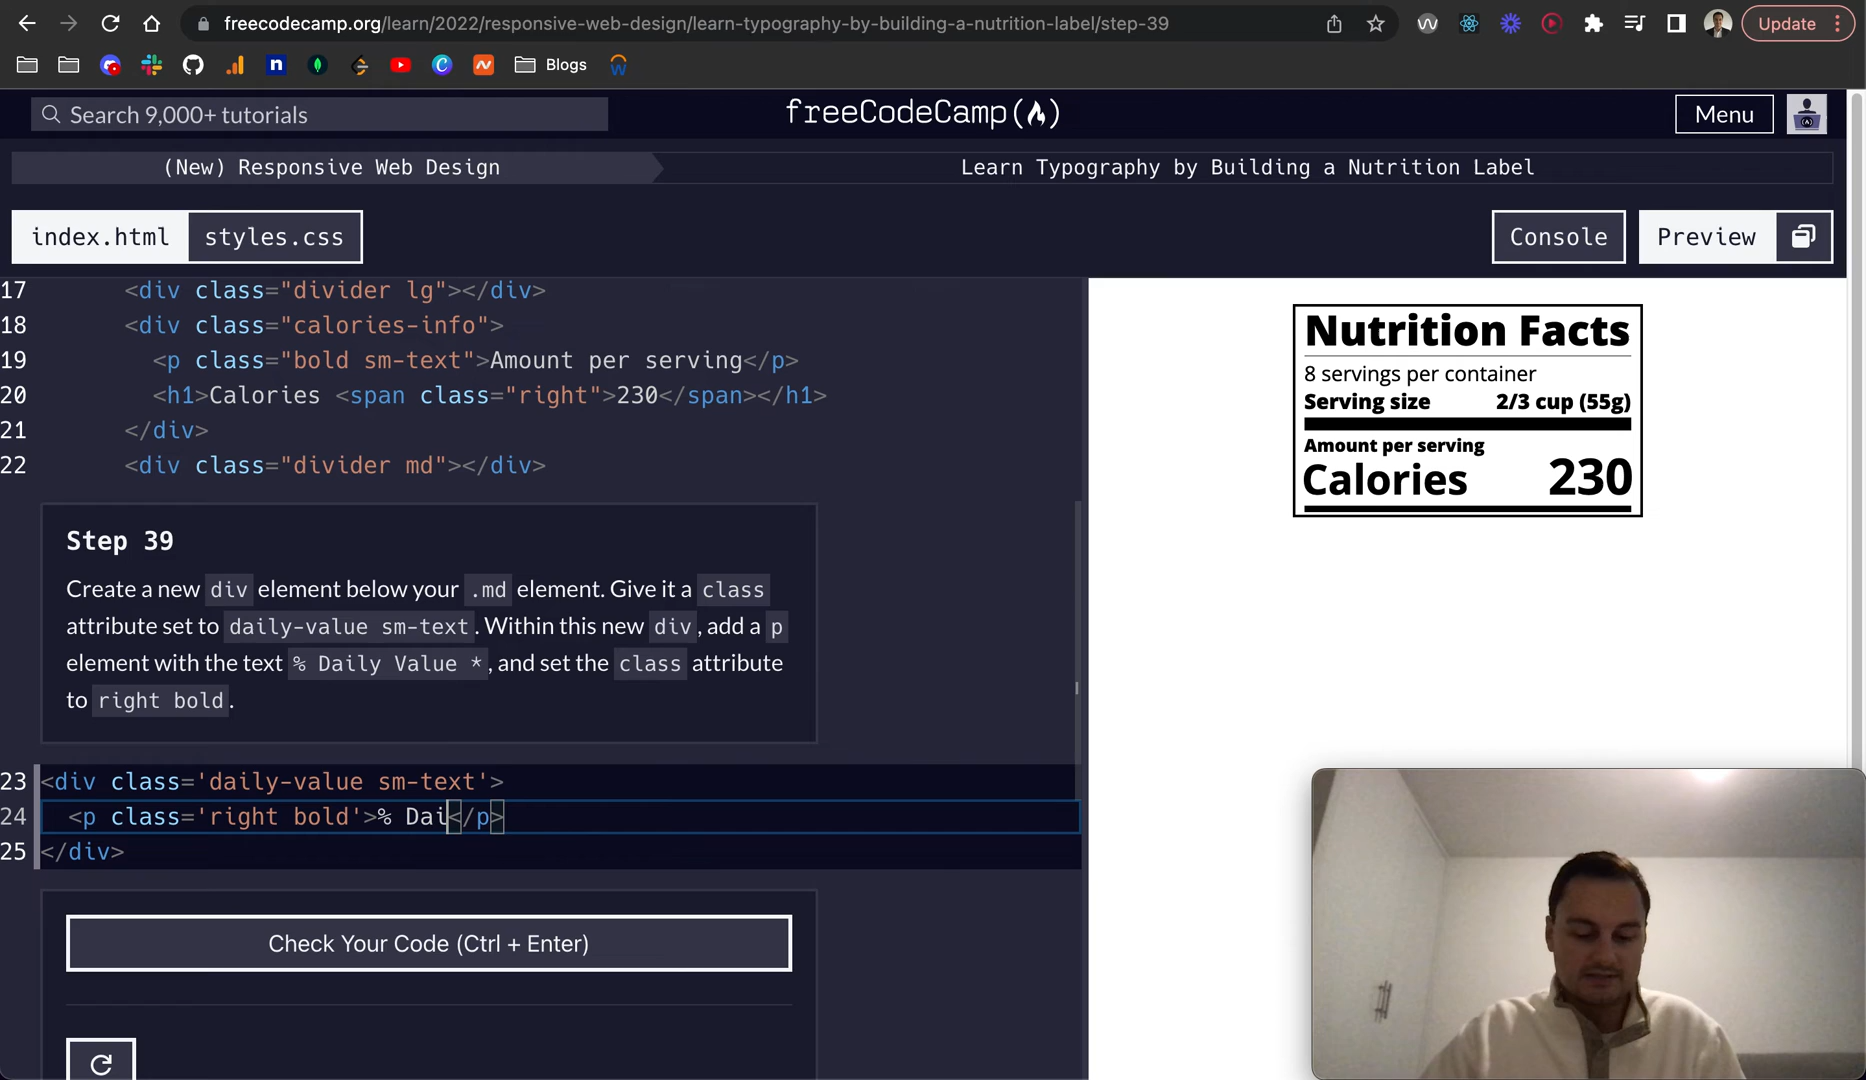 freecodecamp.org/learn/2022/responsive-web-design/learn-typography-by-building-a-nutrition-label/step-39
Update
Blogs
Search 9,000+ tutorials
freeCodeCamp
Menu
(New) Responsive Web Design
Learn Typography by Building a Nutrition Label
index.html
styles.css
Console
Preview
17 <div class="divider lg"></div>
18 <div class="calories-info">
19 <p class="bold sm-text">Amount per serving</p>
20 <h1>Calories <span class="right">230</span></h1>
21 </div>
22 <div class="divider md"></div>
Step 39
Create a new div element below your .md element. Give it a class
attribute set to daily-value sm-text. Within this new div, add a p
element with the text % Daily Value *, and set the class attribute
to right bold.
23 <div class='daily-value sm-text'>
24 <p class='right bold'>% Dai</p>
25 </div>
Check Your Code (Ctrl + Enter)
Nutrition Facts
8 servings per container
Serving size 2/3 cup (55g)
Amount per serving
Calories 230